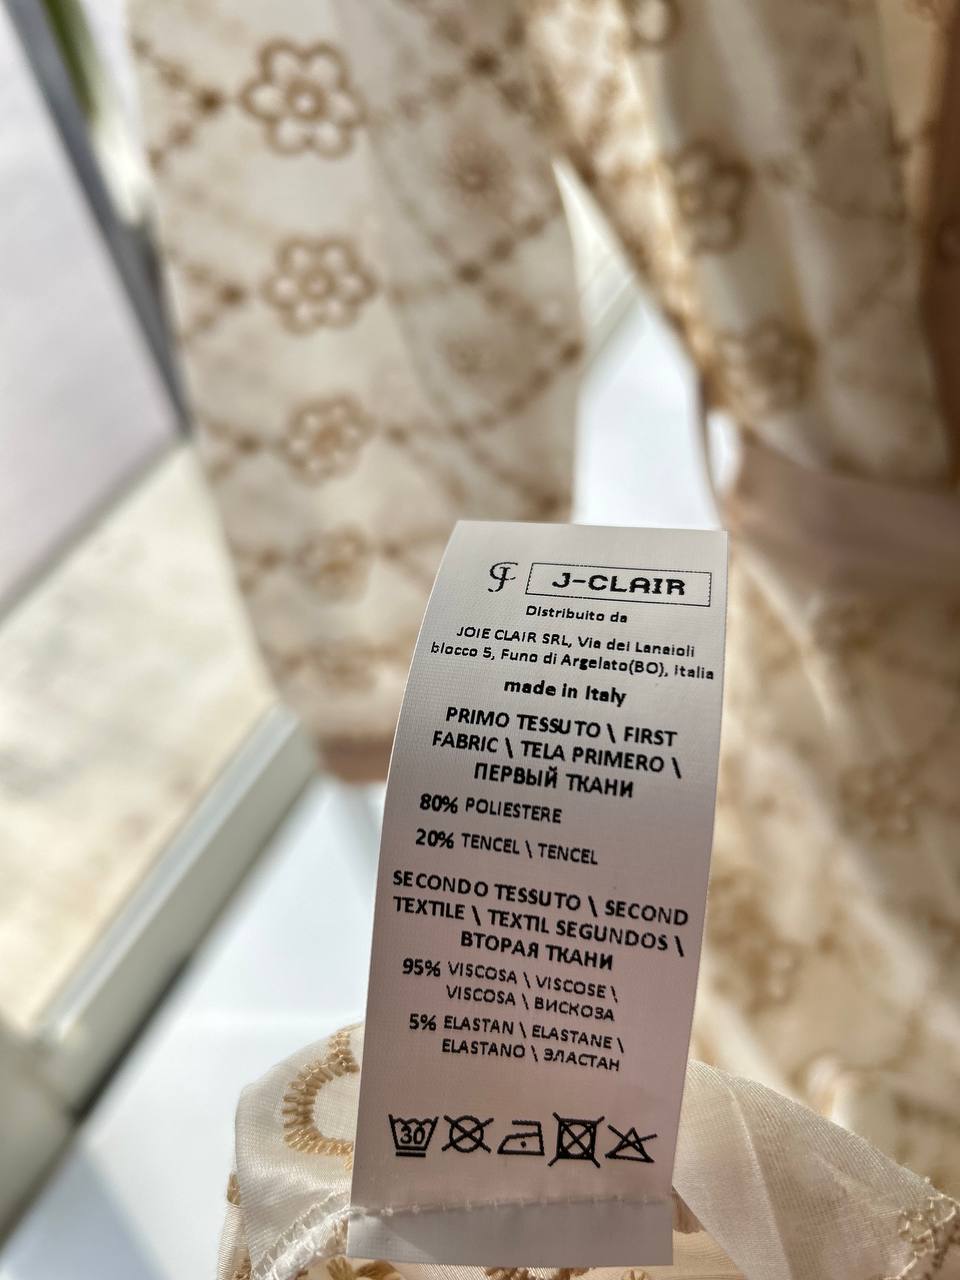 J-CLAIR
Distribuito da
JOIE CLAIR SRL, Via dei Lanaioli
blocco 5, Funo di Argelato(BO), Italia
made in Italy
PRIMO TESSUTO \ FIRST
FABRIC \ TELA PRIMERO \
ПЕРВЫЙ ТКАНИ
80% POLIESTERE
20% TENCEL \ TENCEL
SECONDO TESSUTO \ SECOND
TEXTILE \ TEXTIL SEGUNDOS \
ВТОРАЯ ТКАНИ
95% VISCOSA \ VISCOSE \
VISCOSA \ ВИСКОЗА
5% ELASTAN \ ELASTANE \
ELASTANO \ ЭЛАСТАН
30